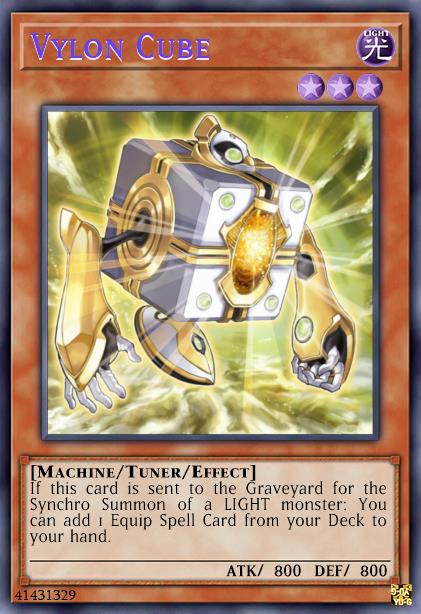 Vylon Cube
LIGHT
光
[Machine/Tuner/Effect]
If this card is sent to the Graveyard for the
Synchro Summon of a LIGHT monster: You
can add 1 Equip Spell Card from your Deck to
your hand.
ATK/ 800 DEF/ 800
41431329